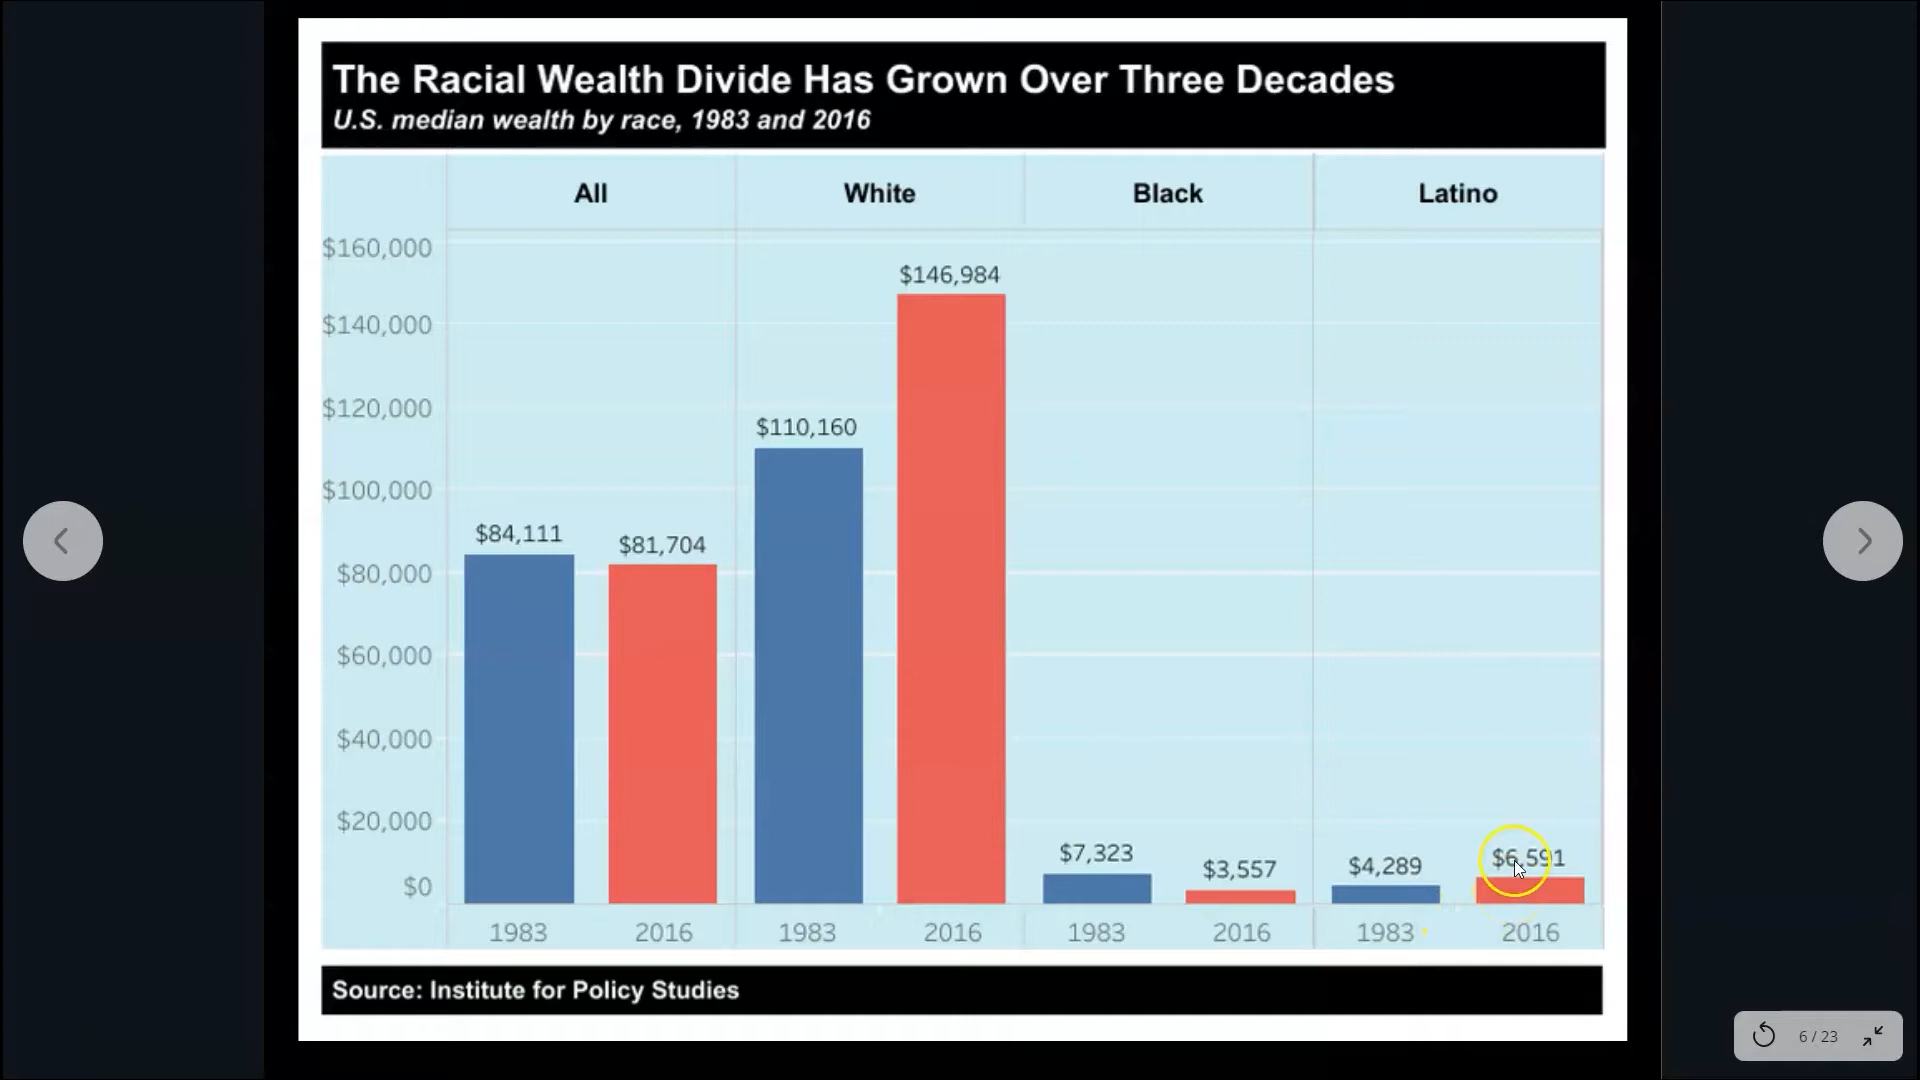 The Racial Wealth Divide Has Grown Over Three Decades
U.S. median wealth by race, 1983 and 2016
All White Black Latino
$160,000
$146,984
$140,000
$120,000
$110,160
$100,000
$84,111
$81,704
$80,000
$60,000
$40,000
$20,000
$7,323
$3,557
$4,289
$6,591
$0
1983 2016 1983 2016 1983 2016 1983 2016
Source: Institute for Policy Studies
6 / 23